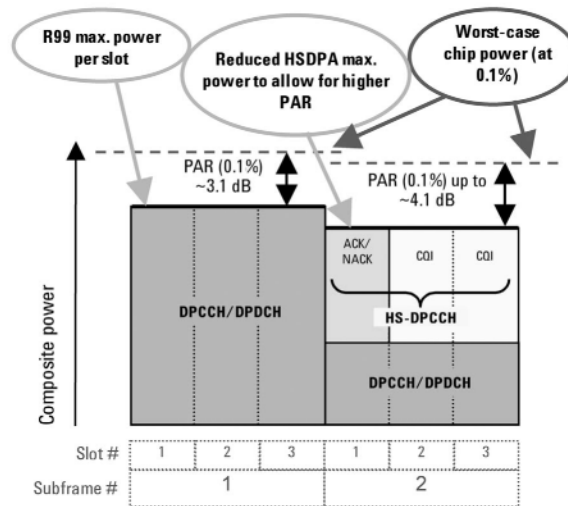 R99 max. power
per slot
Reduced HSDPA max.
power to allow for higher
PAR
Worst-case
chip power (at
0.1%)
PAR (0.1%)
~3.1 dB
PAR (0.1%) up to
~4.1 dB
Composite power
DPCCH/DPDCH
ACK/
NACK
CQI
CQI
HS-DPCCH
DPCCH/DPDCH
Slot # 1 2 3 1 2 3
Subframe # 1 2